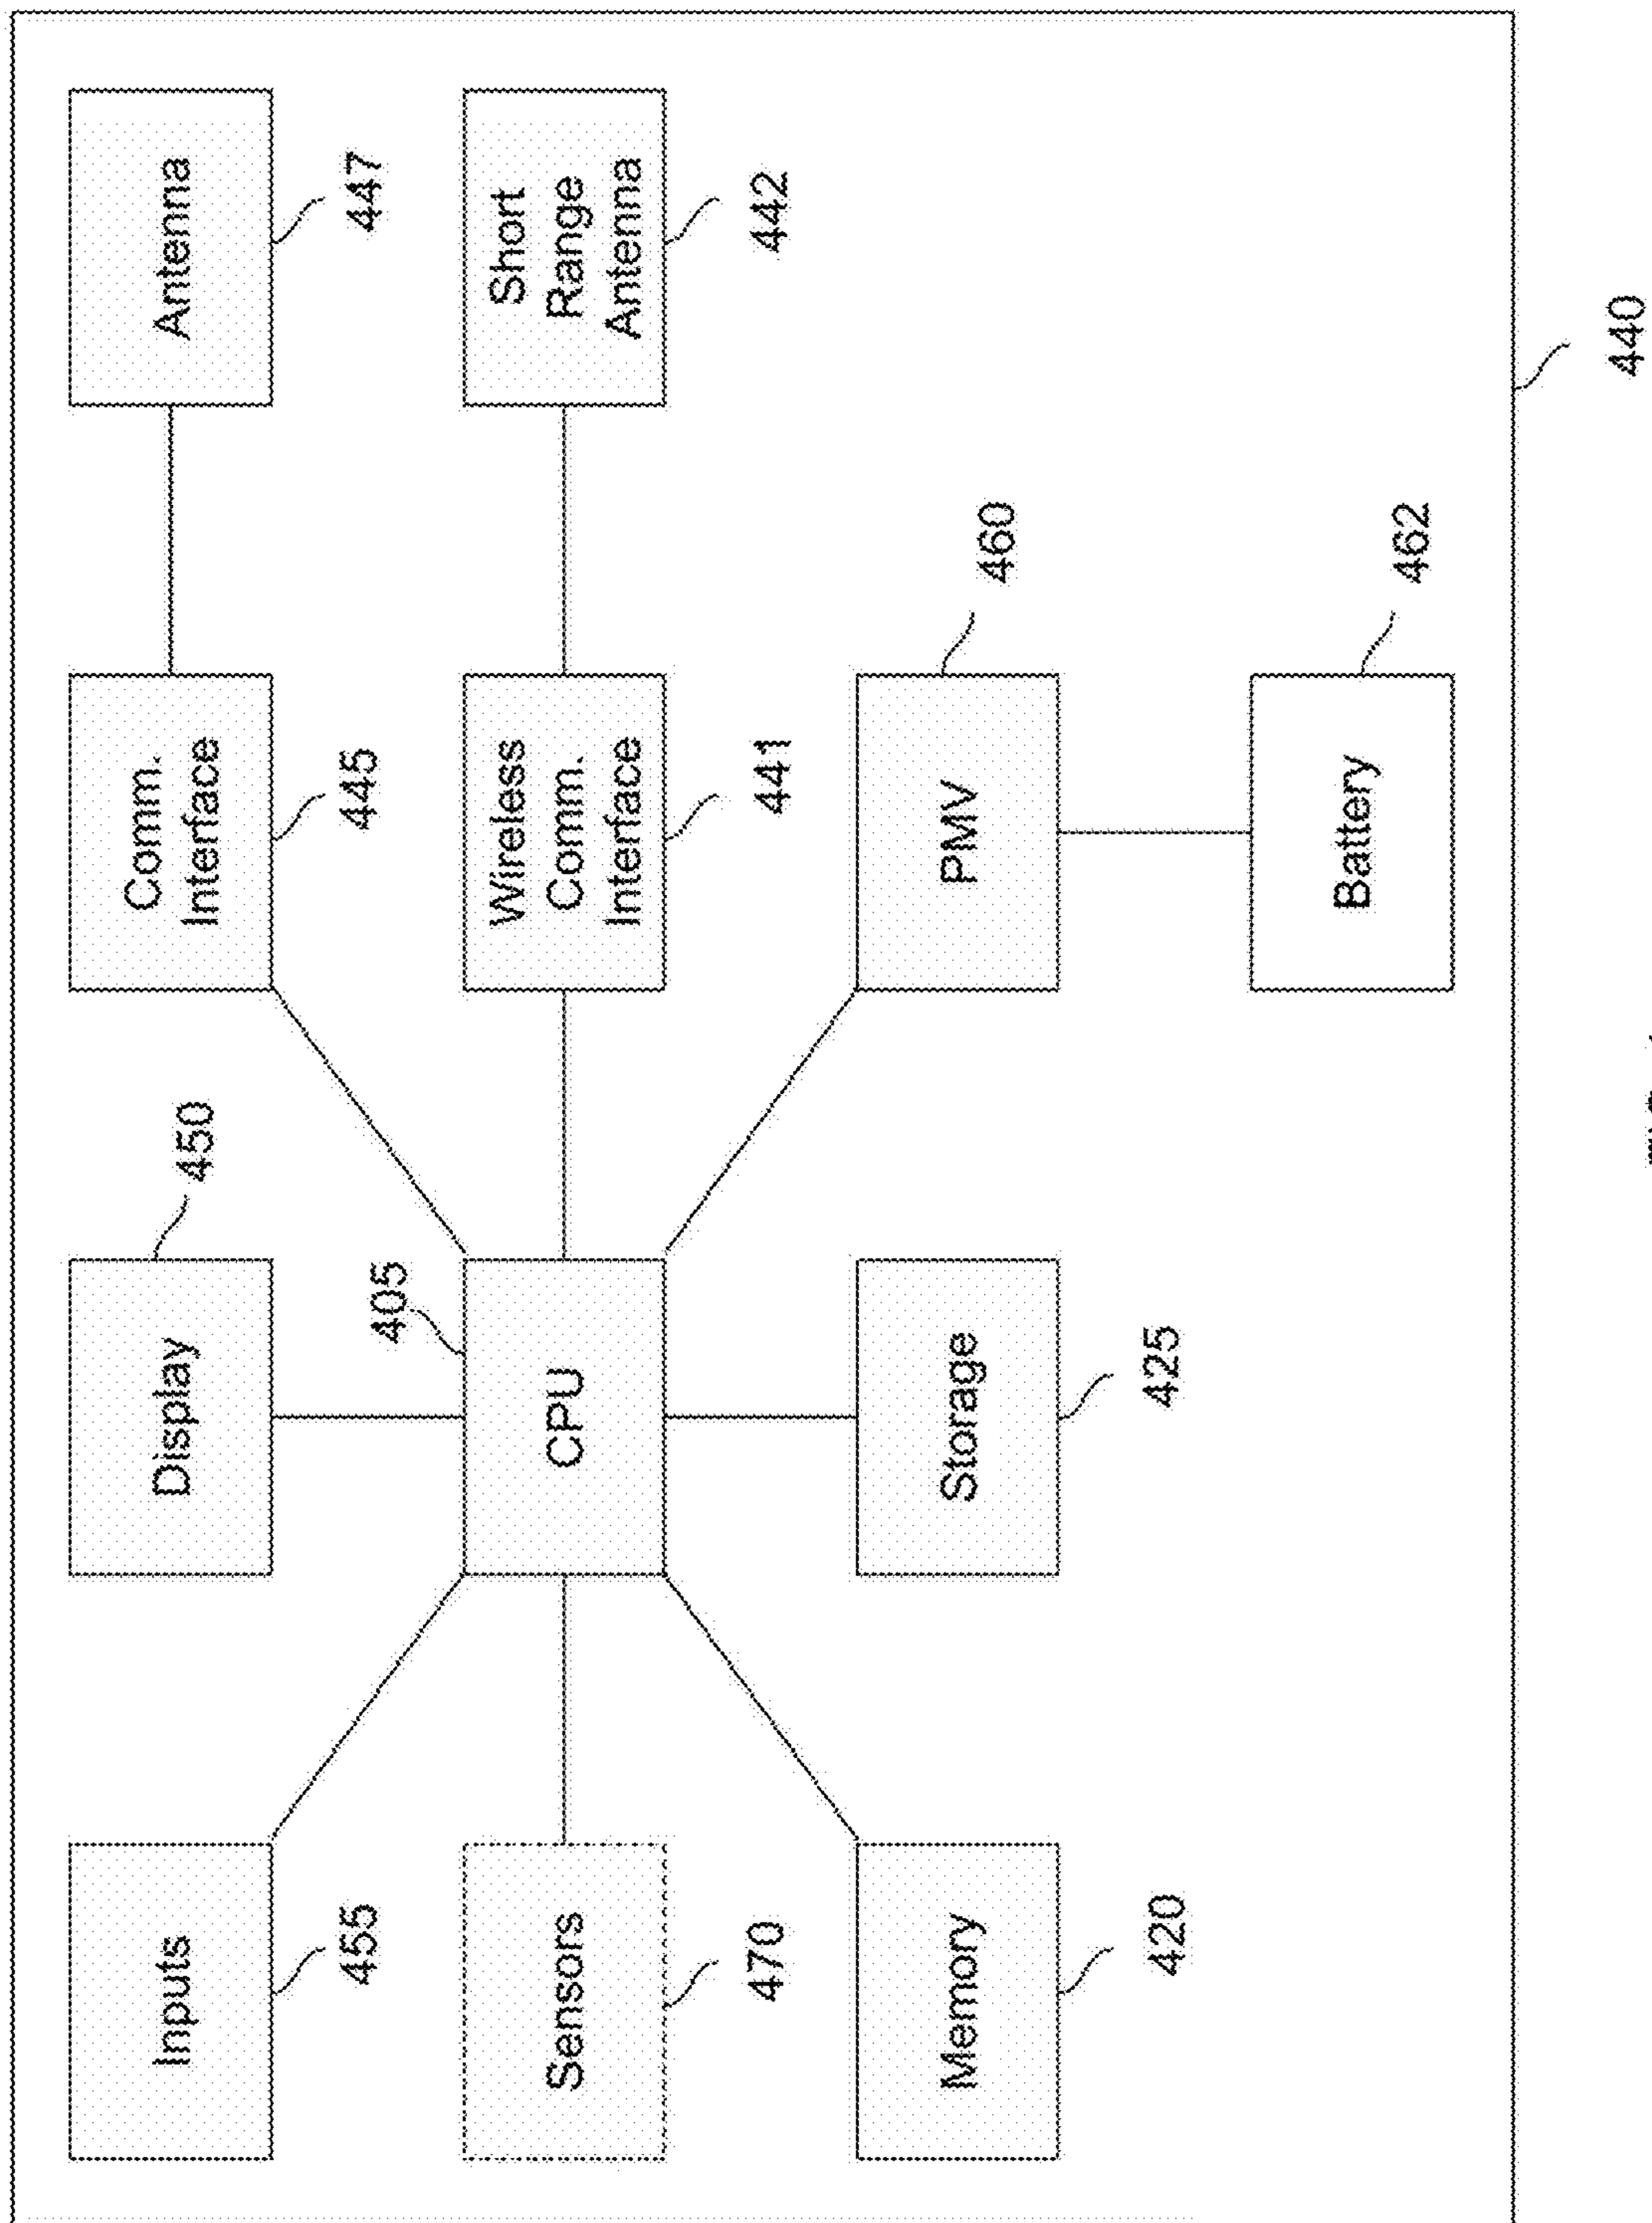 Inputs
455
Display
450
Comm.
Interface
445
Antenna
447
Sensors
470
CPU
405
Wireless
Comm.
Interface
441
Short
Range
Antenna
442
Memory
420
Storage
425
PMV
460
Battery
462
440